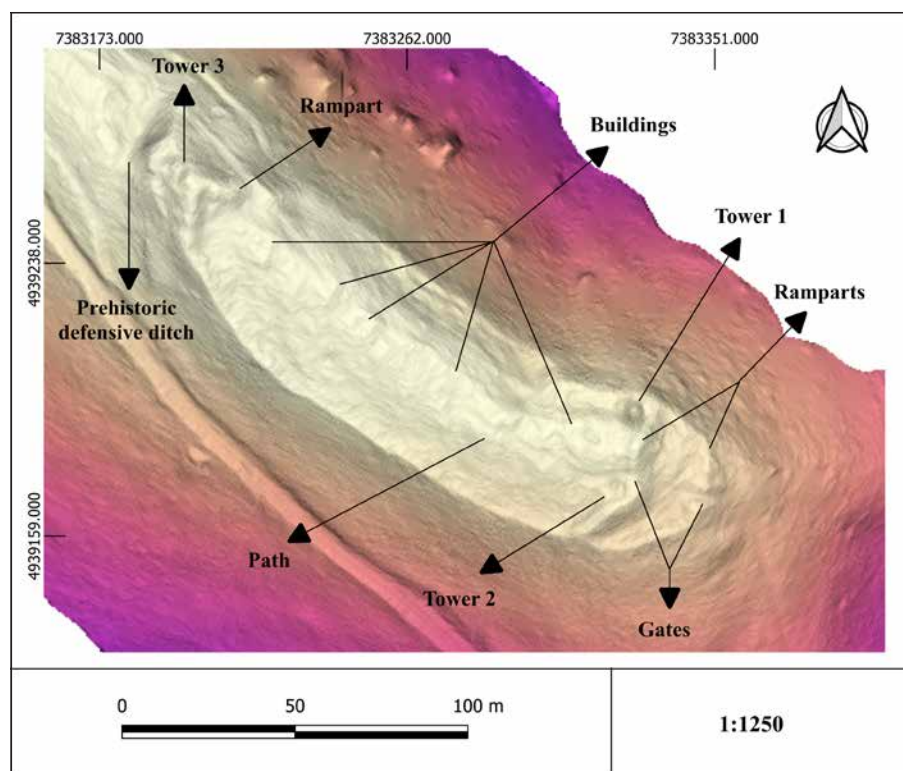 7383173.000
7383262.000
7383351.000
Tower 3
Rampart
Buildings
Tower 1
Ramparts
4939238.000
Prehistoric
defensive ditch
4939159.000
Path
Tower 2
Gates
0
50
100 m
1:1250